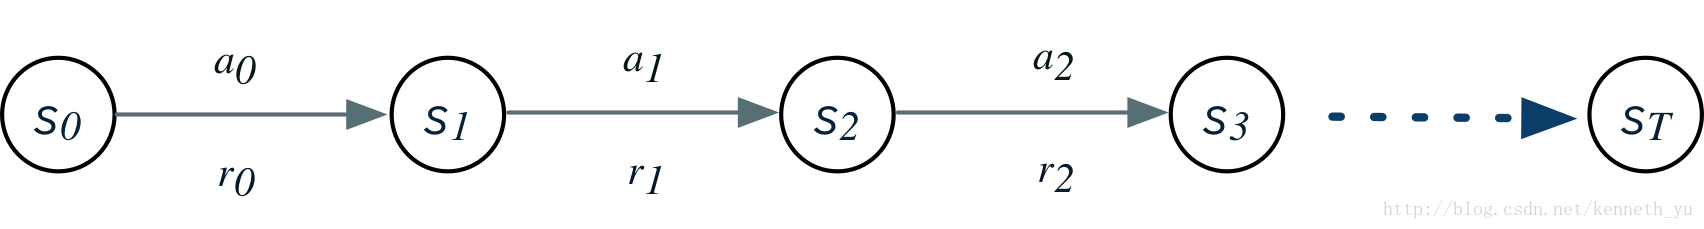 a0 a1 a2
s0 s1 s2 s3 sT
r0 r1 r2
http://blog.csdn.net/kenneth_yu